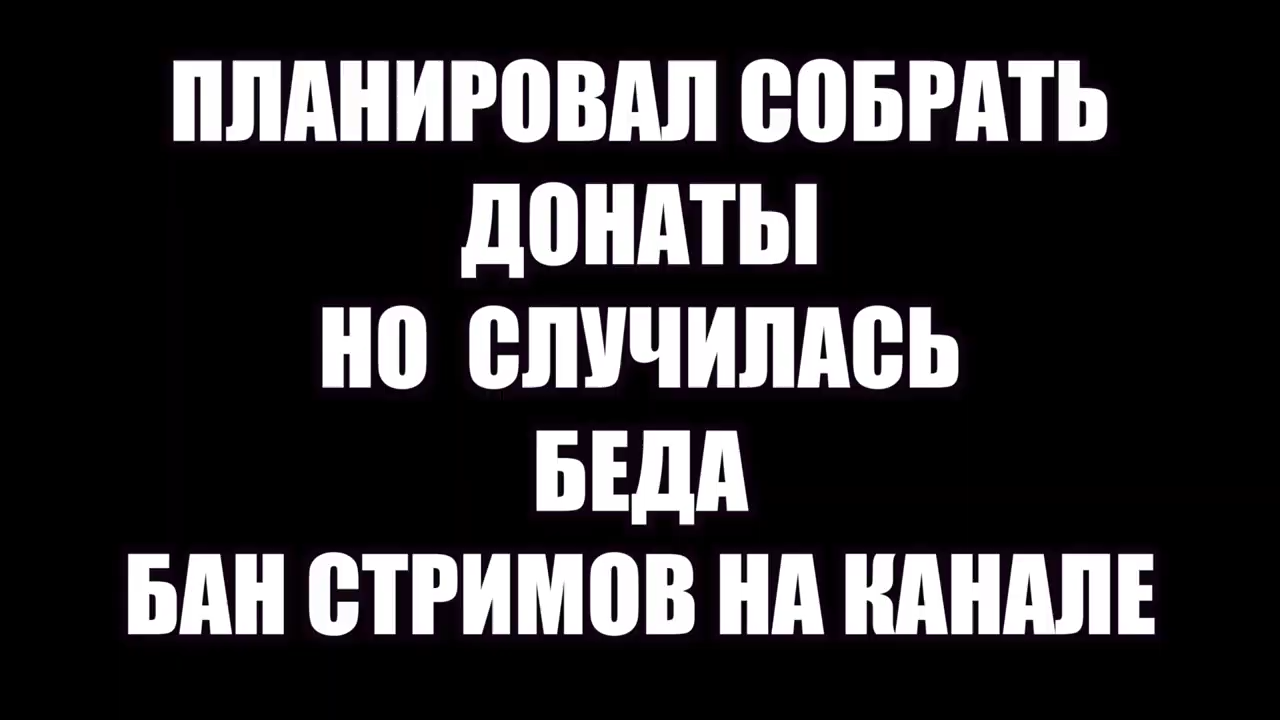 ПЛАНИРОВАЛ СОБРАТЬ
ДОНАТЫ
НО СЛУЧИЛАСЬ
БЕДА
БАН СТРИМОВ НА КАНАЛЕ